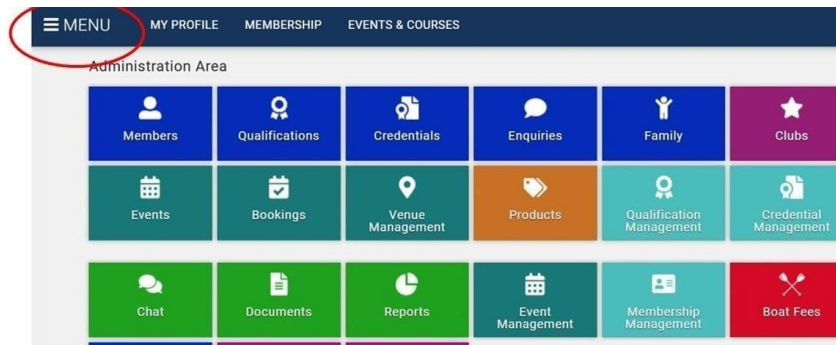 MENU MY PROFILE MEMBERSHIP EVENTS & COURSES
Administration Area
Members Qualifications Credentials Enquiries Family Clubs
Events Bookings Venue Management Products Qualification Management Credential Management
Chat Documents Reports Event Management Membership Management Boat Fees